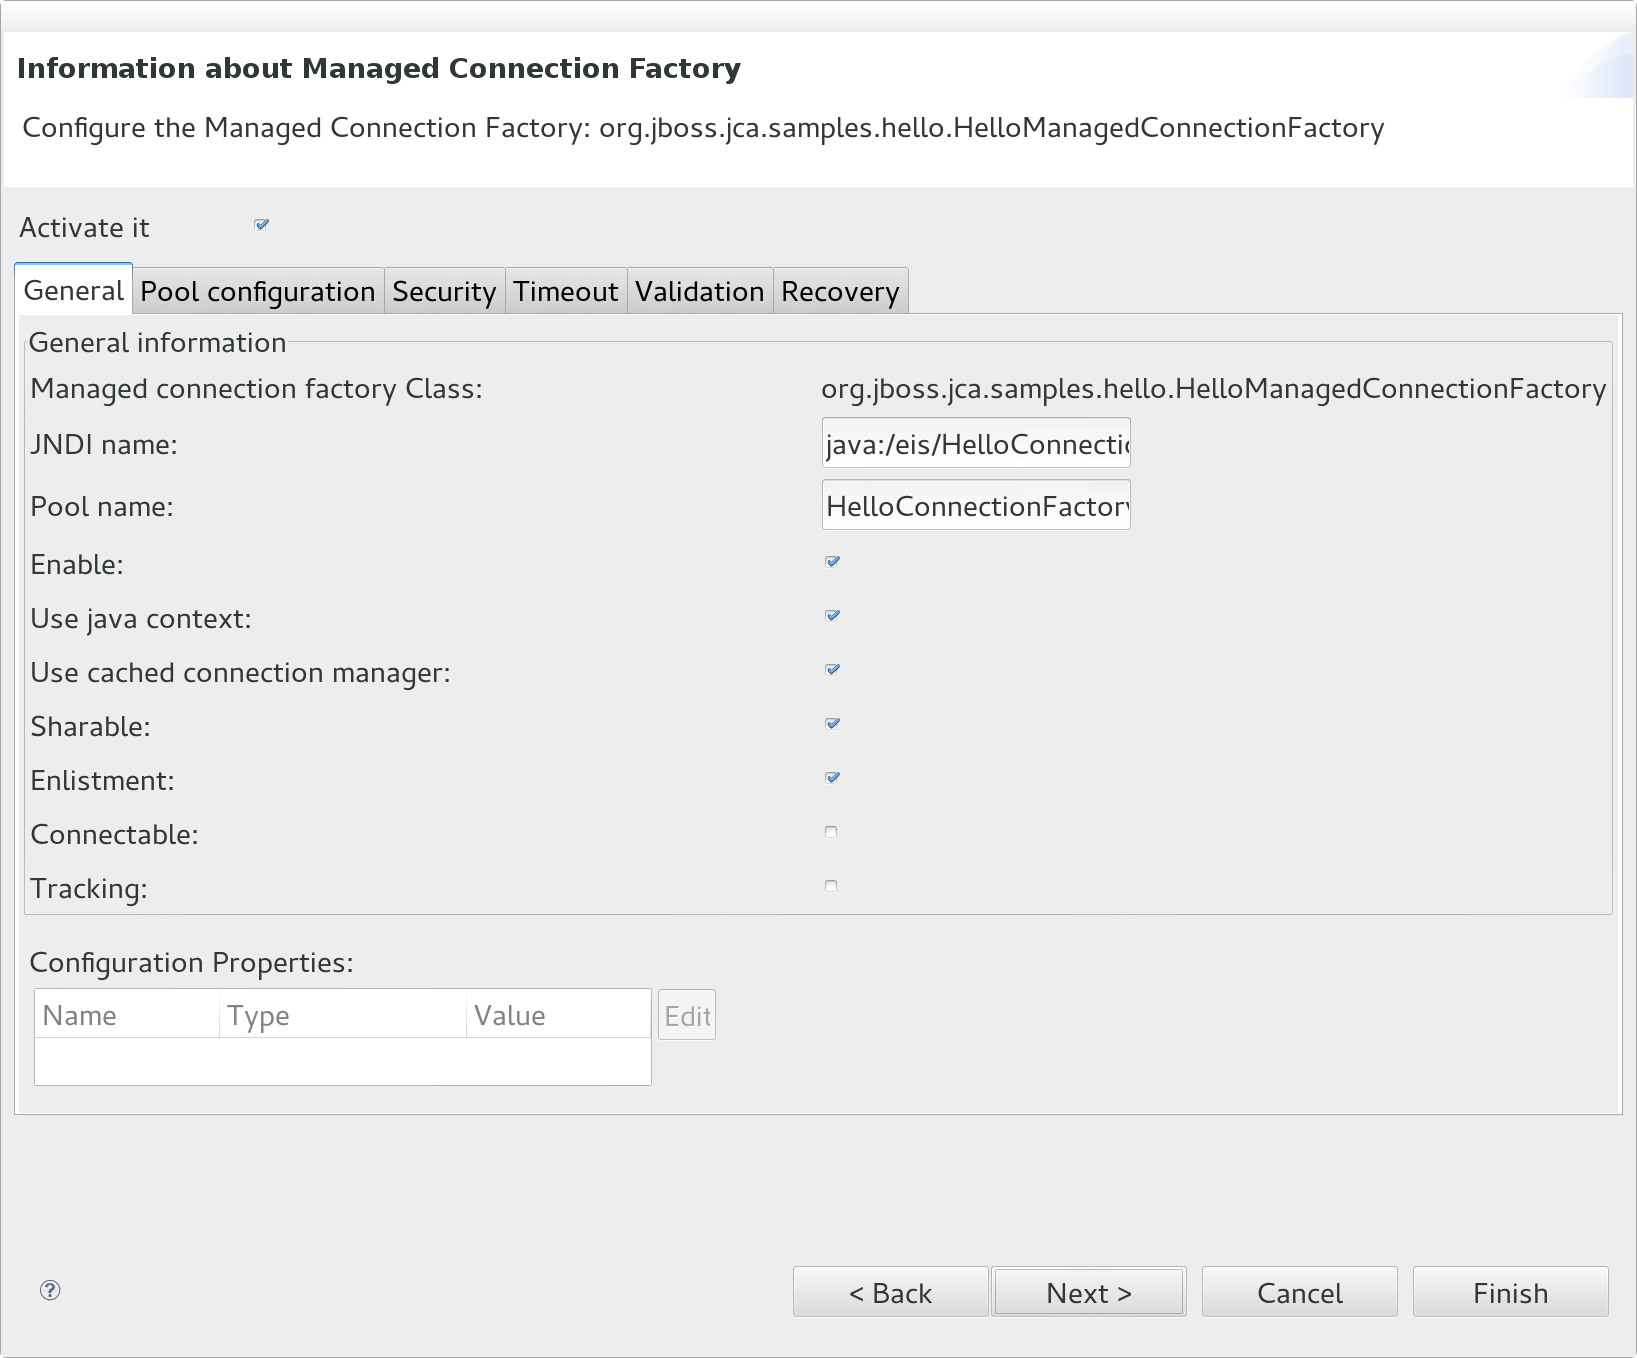 Information about Managed Connection Factory
Configure the Managed Connection Factory: org.jboss.jca.samples.hello.HelloManagedConnectionFactory
Activate it
General Pool configuration Security Timeout Validation Recovery
General information
Managed connection factory Class: org.jboss.jca.samples.hello.HelloManagedConnectionFactory
JNDI name: java:/eis/HelloConnectio
Pool name: HelloConnectionFactory
Enable:
Use java context:
Use cached connection manager:
Sharable:
Enlistment:
Connectable:
Tracking:
Configuration Properties:
Name Type Value Edit
? < Back Next > Cancel Finish